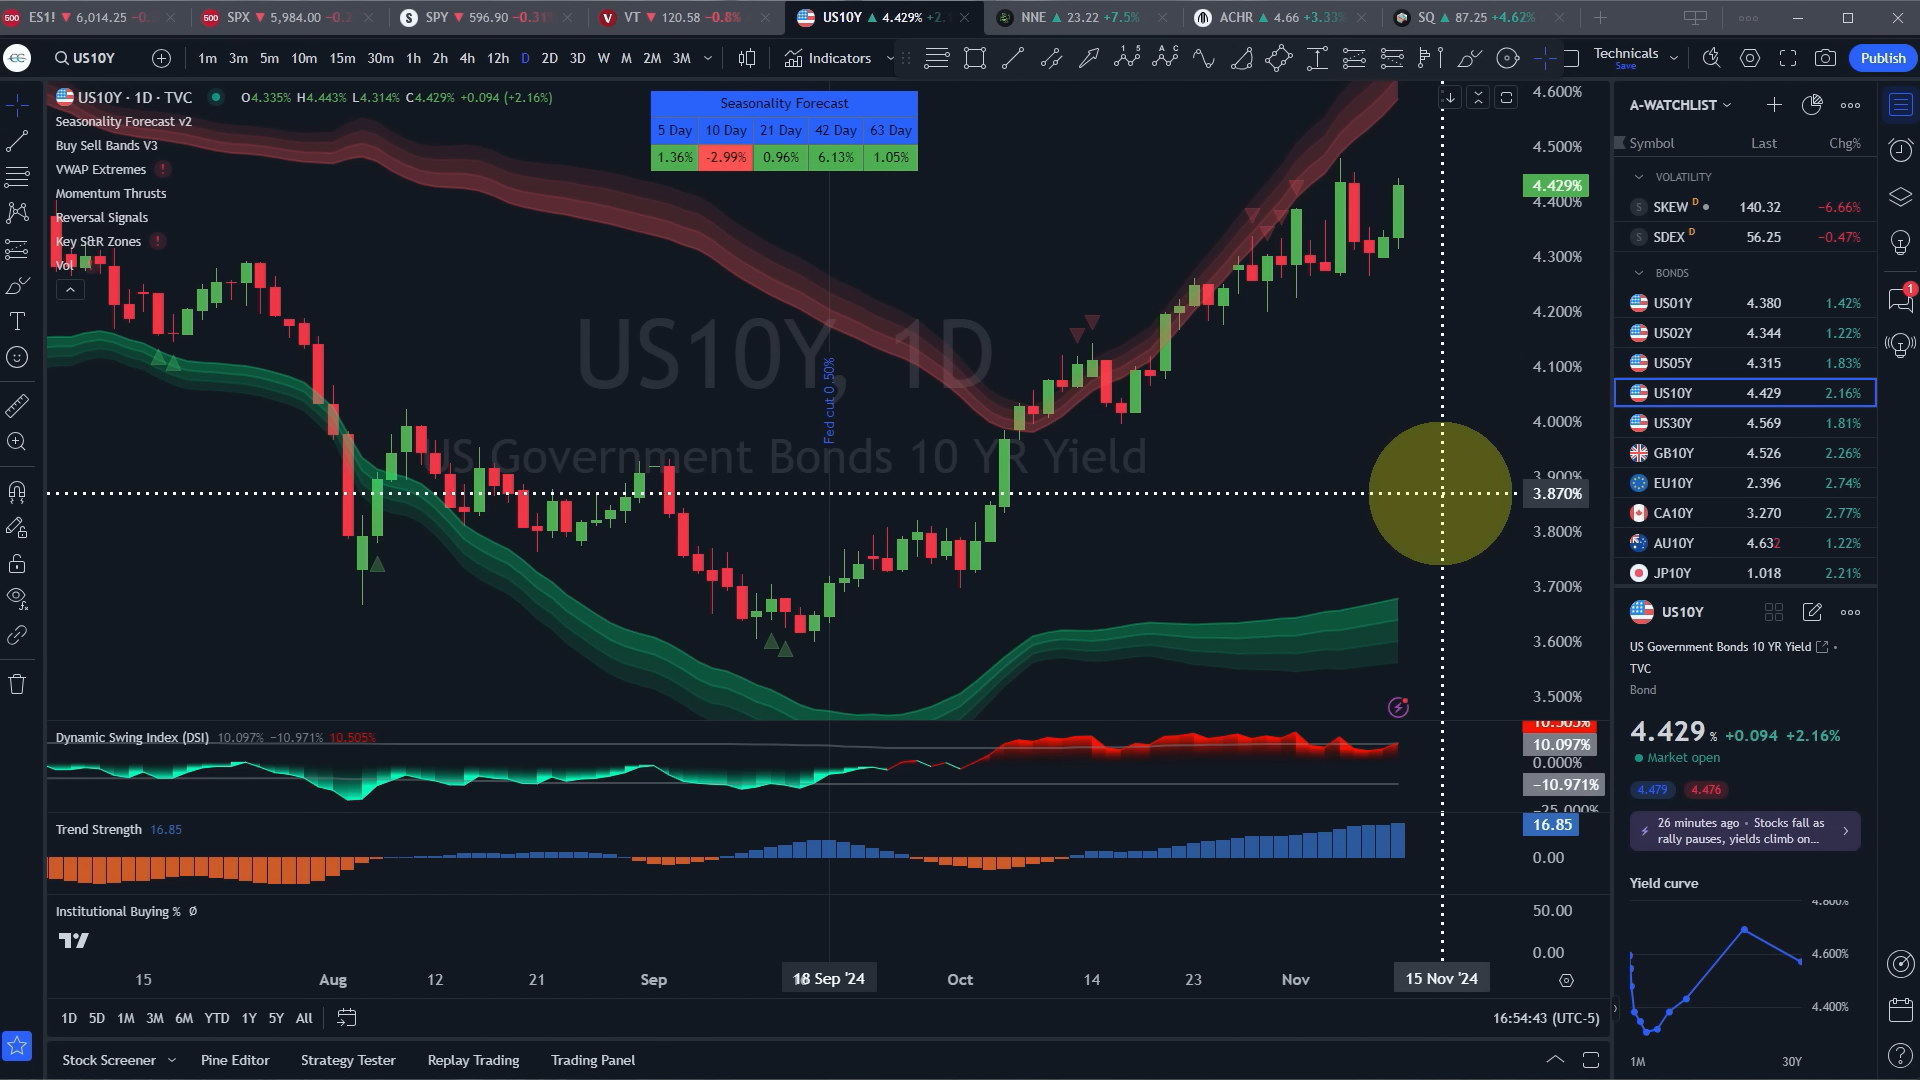 ES1! 6,014.25
SPX 5,984.00
SPY 596.90 −0.31%
VT 120.58 −0.8%
US10Y 4.429%
NNE 23.22 +7.5%
ACHR 4.66 +3.33%
SQ 87.25 +4.62%
US10Y
1m 3m 5m 10m 15m 30m 1h 2h 4h 12h D 2D 3D W M 2M 3M
Indicators
Technicals
Save
Publish
US10Y · 1D · TVC O4.335% H4.443% L4.314% C4.429% +0.094 (+2.16%)
Seasonality Forecast v2
Buy Sell Bands V3
VWAP Extremes
Momentum Thrusts
Reversal Signals
Key S&R Zones
Vol
Seasonality Forecast
5 Day 10 Day 21 Day 42 Day 63 Day
1.36% -2.99% 0.96% 6.13% 1.05%
US10Y, 1D
US Government Bonds 10 YR Yield
Fed cut 0.50%
4.600%
4.500%
4.429%
4.400%
4.300%
4.200%
4.100%
4.000%
3.900%
3.870%
3.800%
3.700%
3.600%
3.500%
Dynamic Swing Index (DSI) 10.097% −10.971% 10.505%
10.505%
10.097%
0.000%
−10.971%
−25.000%
Trend Strength 16.85
16.85
0.00
Institutional Buying % Ø
50.00
0.00
15 Aug 12 21 Sep 18 Sep '24 Oct 14 23 Nov 15 Nov '24
1D 5D 1M 3M 6M YTD 1Y 5Y All
16:54:43 (UTC-5)
Stock Screener Pine Editor Strategy Tester Replay Trading Trading Panel
A-WATCHLIST
Symbol Last Chg%
VOLATILITY
SKEW D 140.32 −6.66%
SDEX D 56.25 −0.47%
BONDS
US01Y 4.380 1.42%
US02Y 4.344 1.22%
US05Y 4.315 1.83%
US10Y 4.429 2.16%
US30Y 4.569 1.81%
GB10Y 4.526 2.26%
EU10Y 2.396 2.74%
CA10Y 3.270 2.77%
AU10Y 4.632 1.22%
JP10Y 1.018 2.21%
US10Y
US Government Bonds 10 YR Yield
TVC
Bond
4.429 % +0.094 +2.16%
Market open
4.479 4.476
26 minutes ago • Stocks fall as
rally pauses, yields climb on...
Yield curve
4.800%
4.600%
4.400%
1M 30Y
1